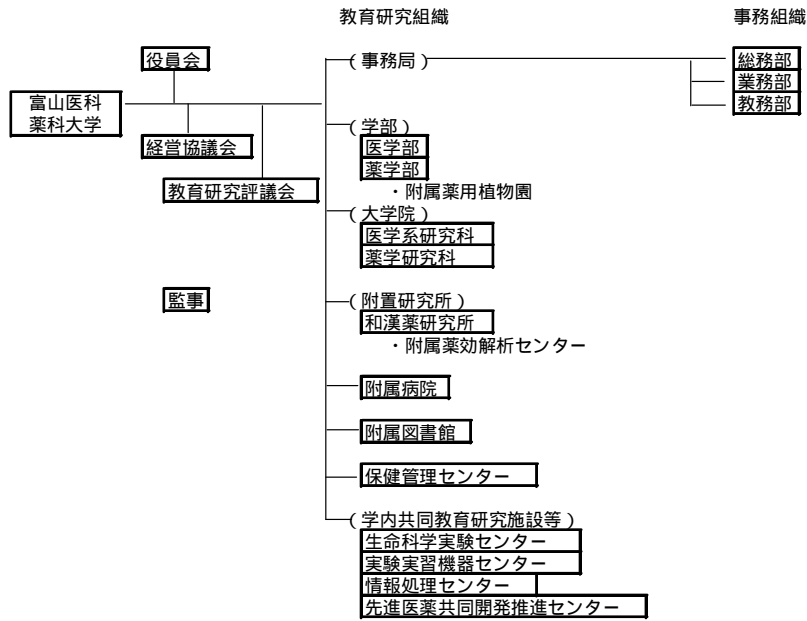 教育研究組織
事務組織
役員会
富山医科
薬科大学
経営協議会
教育研究評議会
監事
(事務局)
総務部
業務部
教務部
(学部)
医学部
薬学部
・附属薬用植物園
(大学院)
医学系研究科
薬学研究科
(附置研究所)
和漢薬研究所
・附属薬効解析センター
附属病院
附属図書館
保健管理センター
(学内共同教育研究施設等)
生命科学実験センター
実験実習機器センター
情報処理センター
先進医薬共同開発推進センター